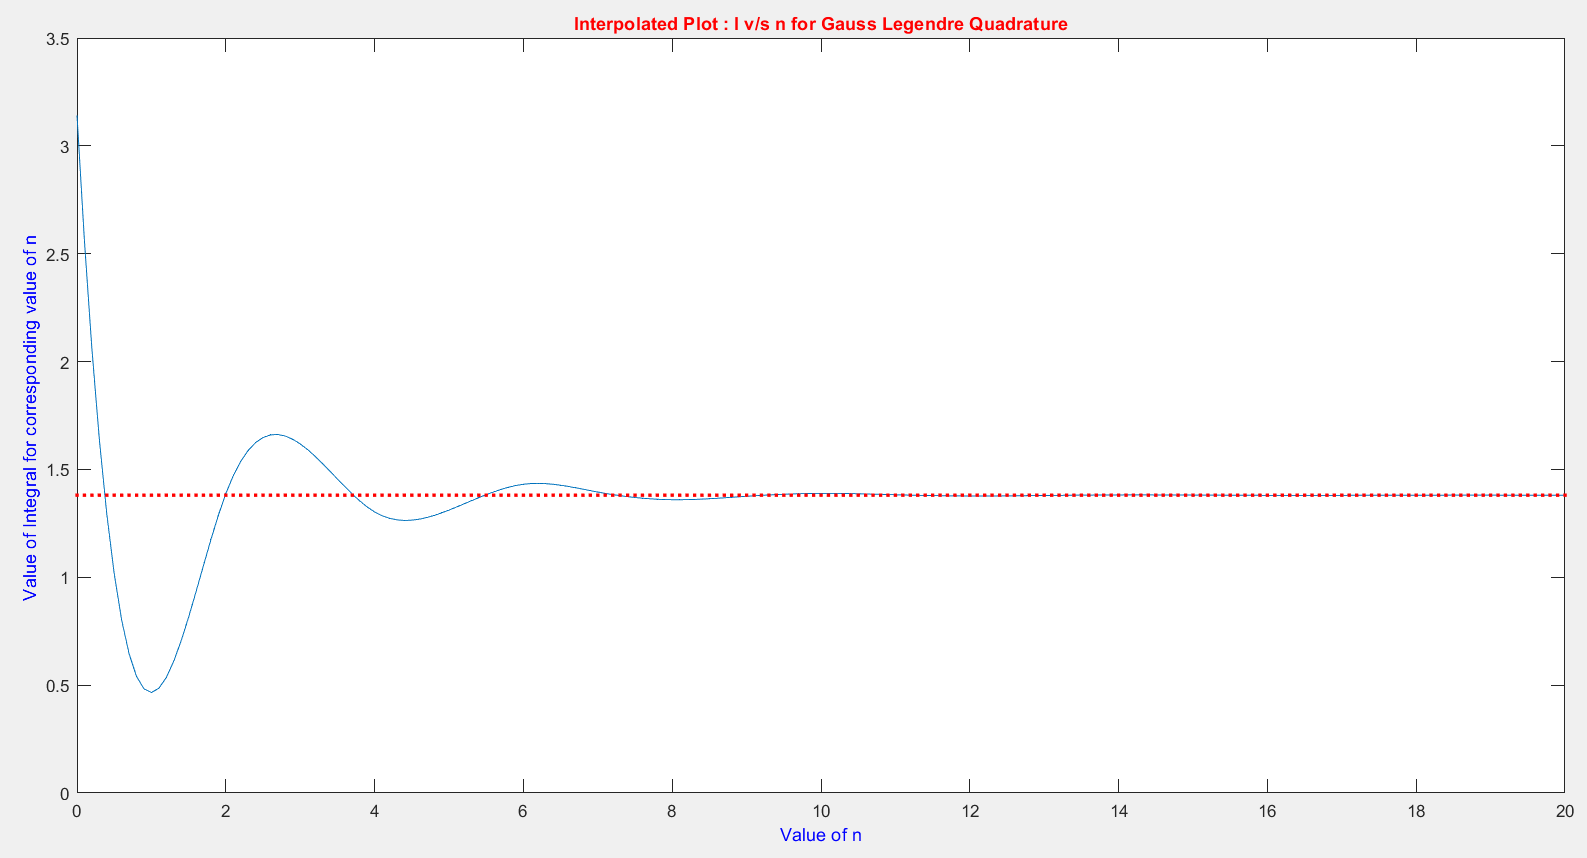 Interpolated Plot : I v/s n for Gauss Legendre Quadrature
Value of Integral for corresponding value of n
3.5
3
2.5
2
1.5
1
0.5
0
0 2 4 6 8 10 12 14 16 18 20
Value of n